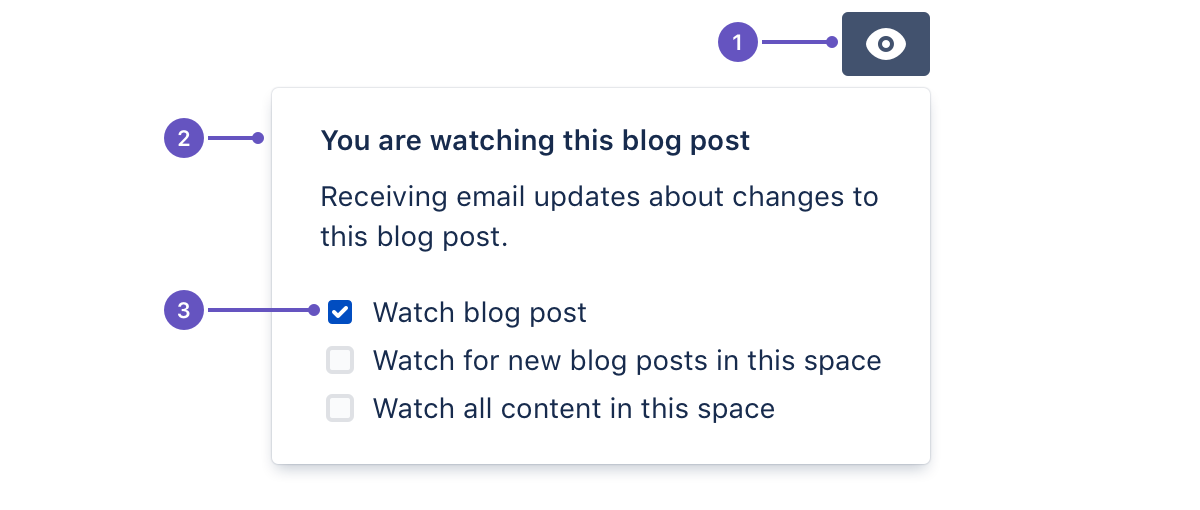 1
2
You are watching this blog post
Receiving email updates about changes to
this blog post.
3
Watch blog post
Watch for new blog posts in this space
Watch all content in this space